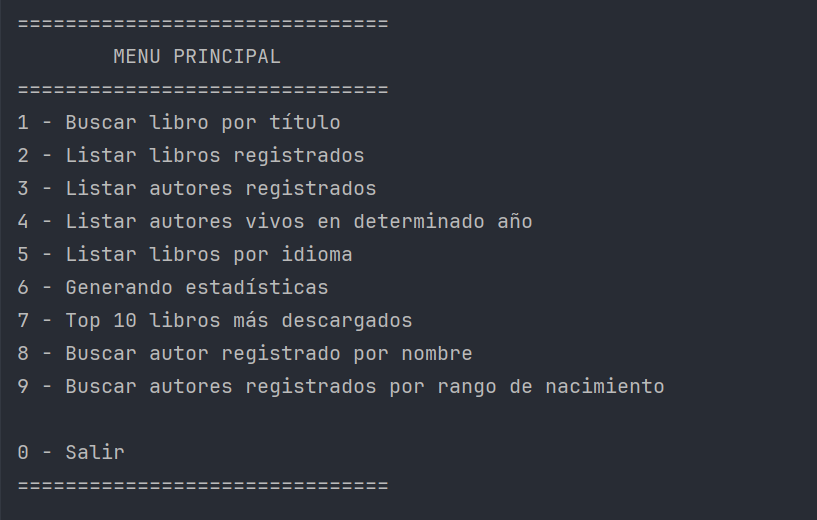 ===============================
MENU PRINCIPAL
===============================
1 - Buscar libro por título
2 - Listar libros registrados
3 - Listar autores registrados
4 - Listar autores vivos en determinado año
5 - Listar libros por idioma
6 - Generando estadísticas
7 - Top 10 libros más descargados
8 - Buscar autor registrado por nombre
9 - Buscar autores registrados por rango de nacimiento
0 - Salir
===============================